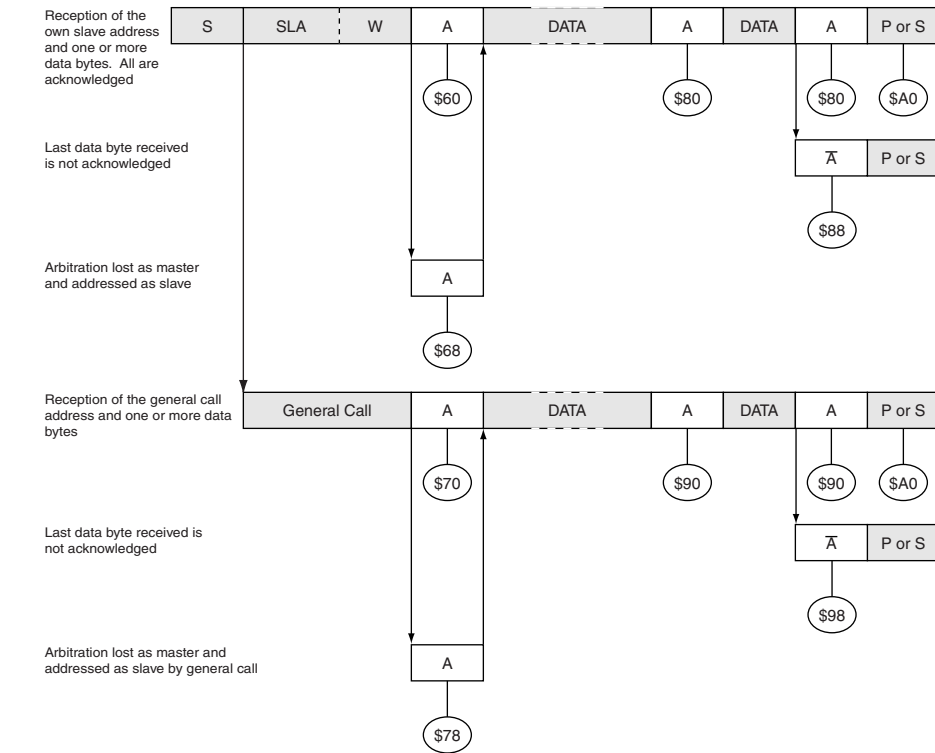 Reception of the
own slave address
and one or more
data bytes. All are
acknowledged
S SLA W A DATA A DATA A P or S
$60 $80 $80 $A0
Last data byte received
is not acknowledged
A̅ P or S
$88
Arbitration lost as master
and addressed as slave
A
$68
Reception of the general call
address and one or more data
bytes
General Call A DATA A DATA A P or S
$70 $90 $90 $A0
Last data byte received is
not acknowledged
A̅ P or S
$98
Arbitration lost as master and
addressed as slave by general call
A
$78